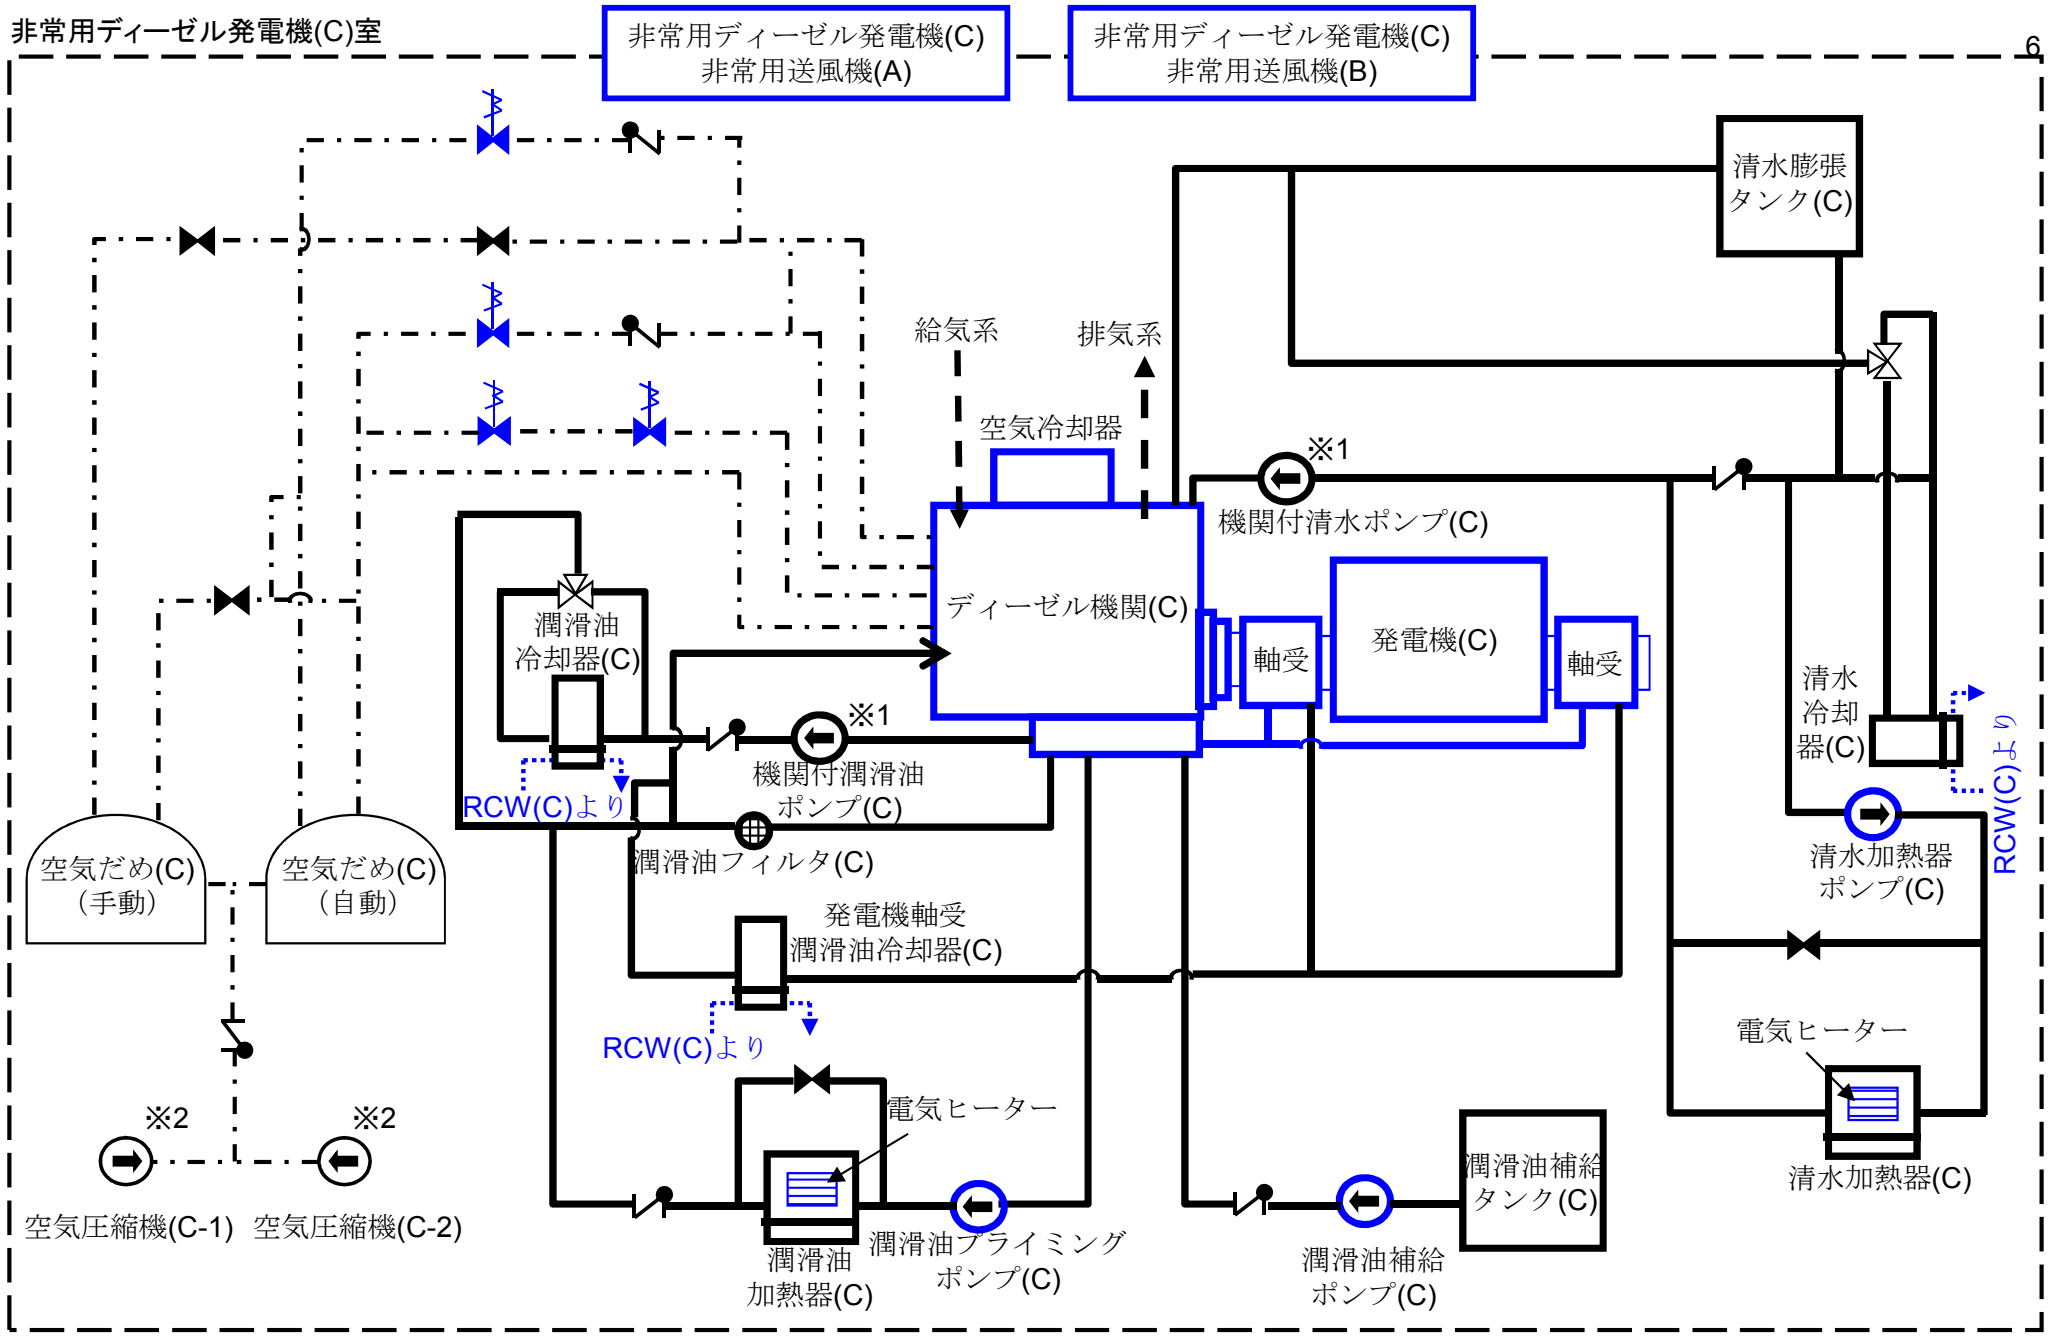 非常用ディーゼル発電機(C)室
非常用ディーゼル発電機(C)
非常用送風機(A)
非常用ディーゼル発電機(C)
非常用送風機(B)
6
清水膨張
タンク(C)
給気系
排気系
空気冷却器
※1
機関付清水ポンプ(C)
ディーゼル機関(C)
軸受
発電機(C)
軸受
潤滑油
冷却器(C)
清水
冷却
器(C)
RCW(C)より
※1
機関付潤滑油
ポンプ(C)
RCW(C)より
潤滑油フィルタ(C)
清水加熱器
ポンプ(C)
空気だめ(C)
（手動）
空気だめ(C)
（自動）
発電機軸受
潤滑油冷却器(C)
RCW(C)より
電気ヒーター
電気ヒーター
※2
※2
潤滑油補給
タンク(C)
清水加熱器(C)
空気圧縮機(C-1)
空気圧縮機(C-2)
潤滑油
加熱器(C)
潤滑油プライミング
ポンプ(C)
潤滑油補給
ポンプ(C)